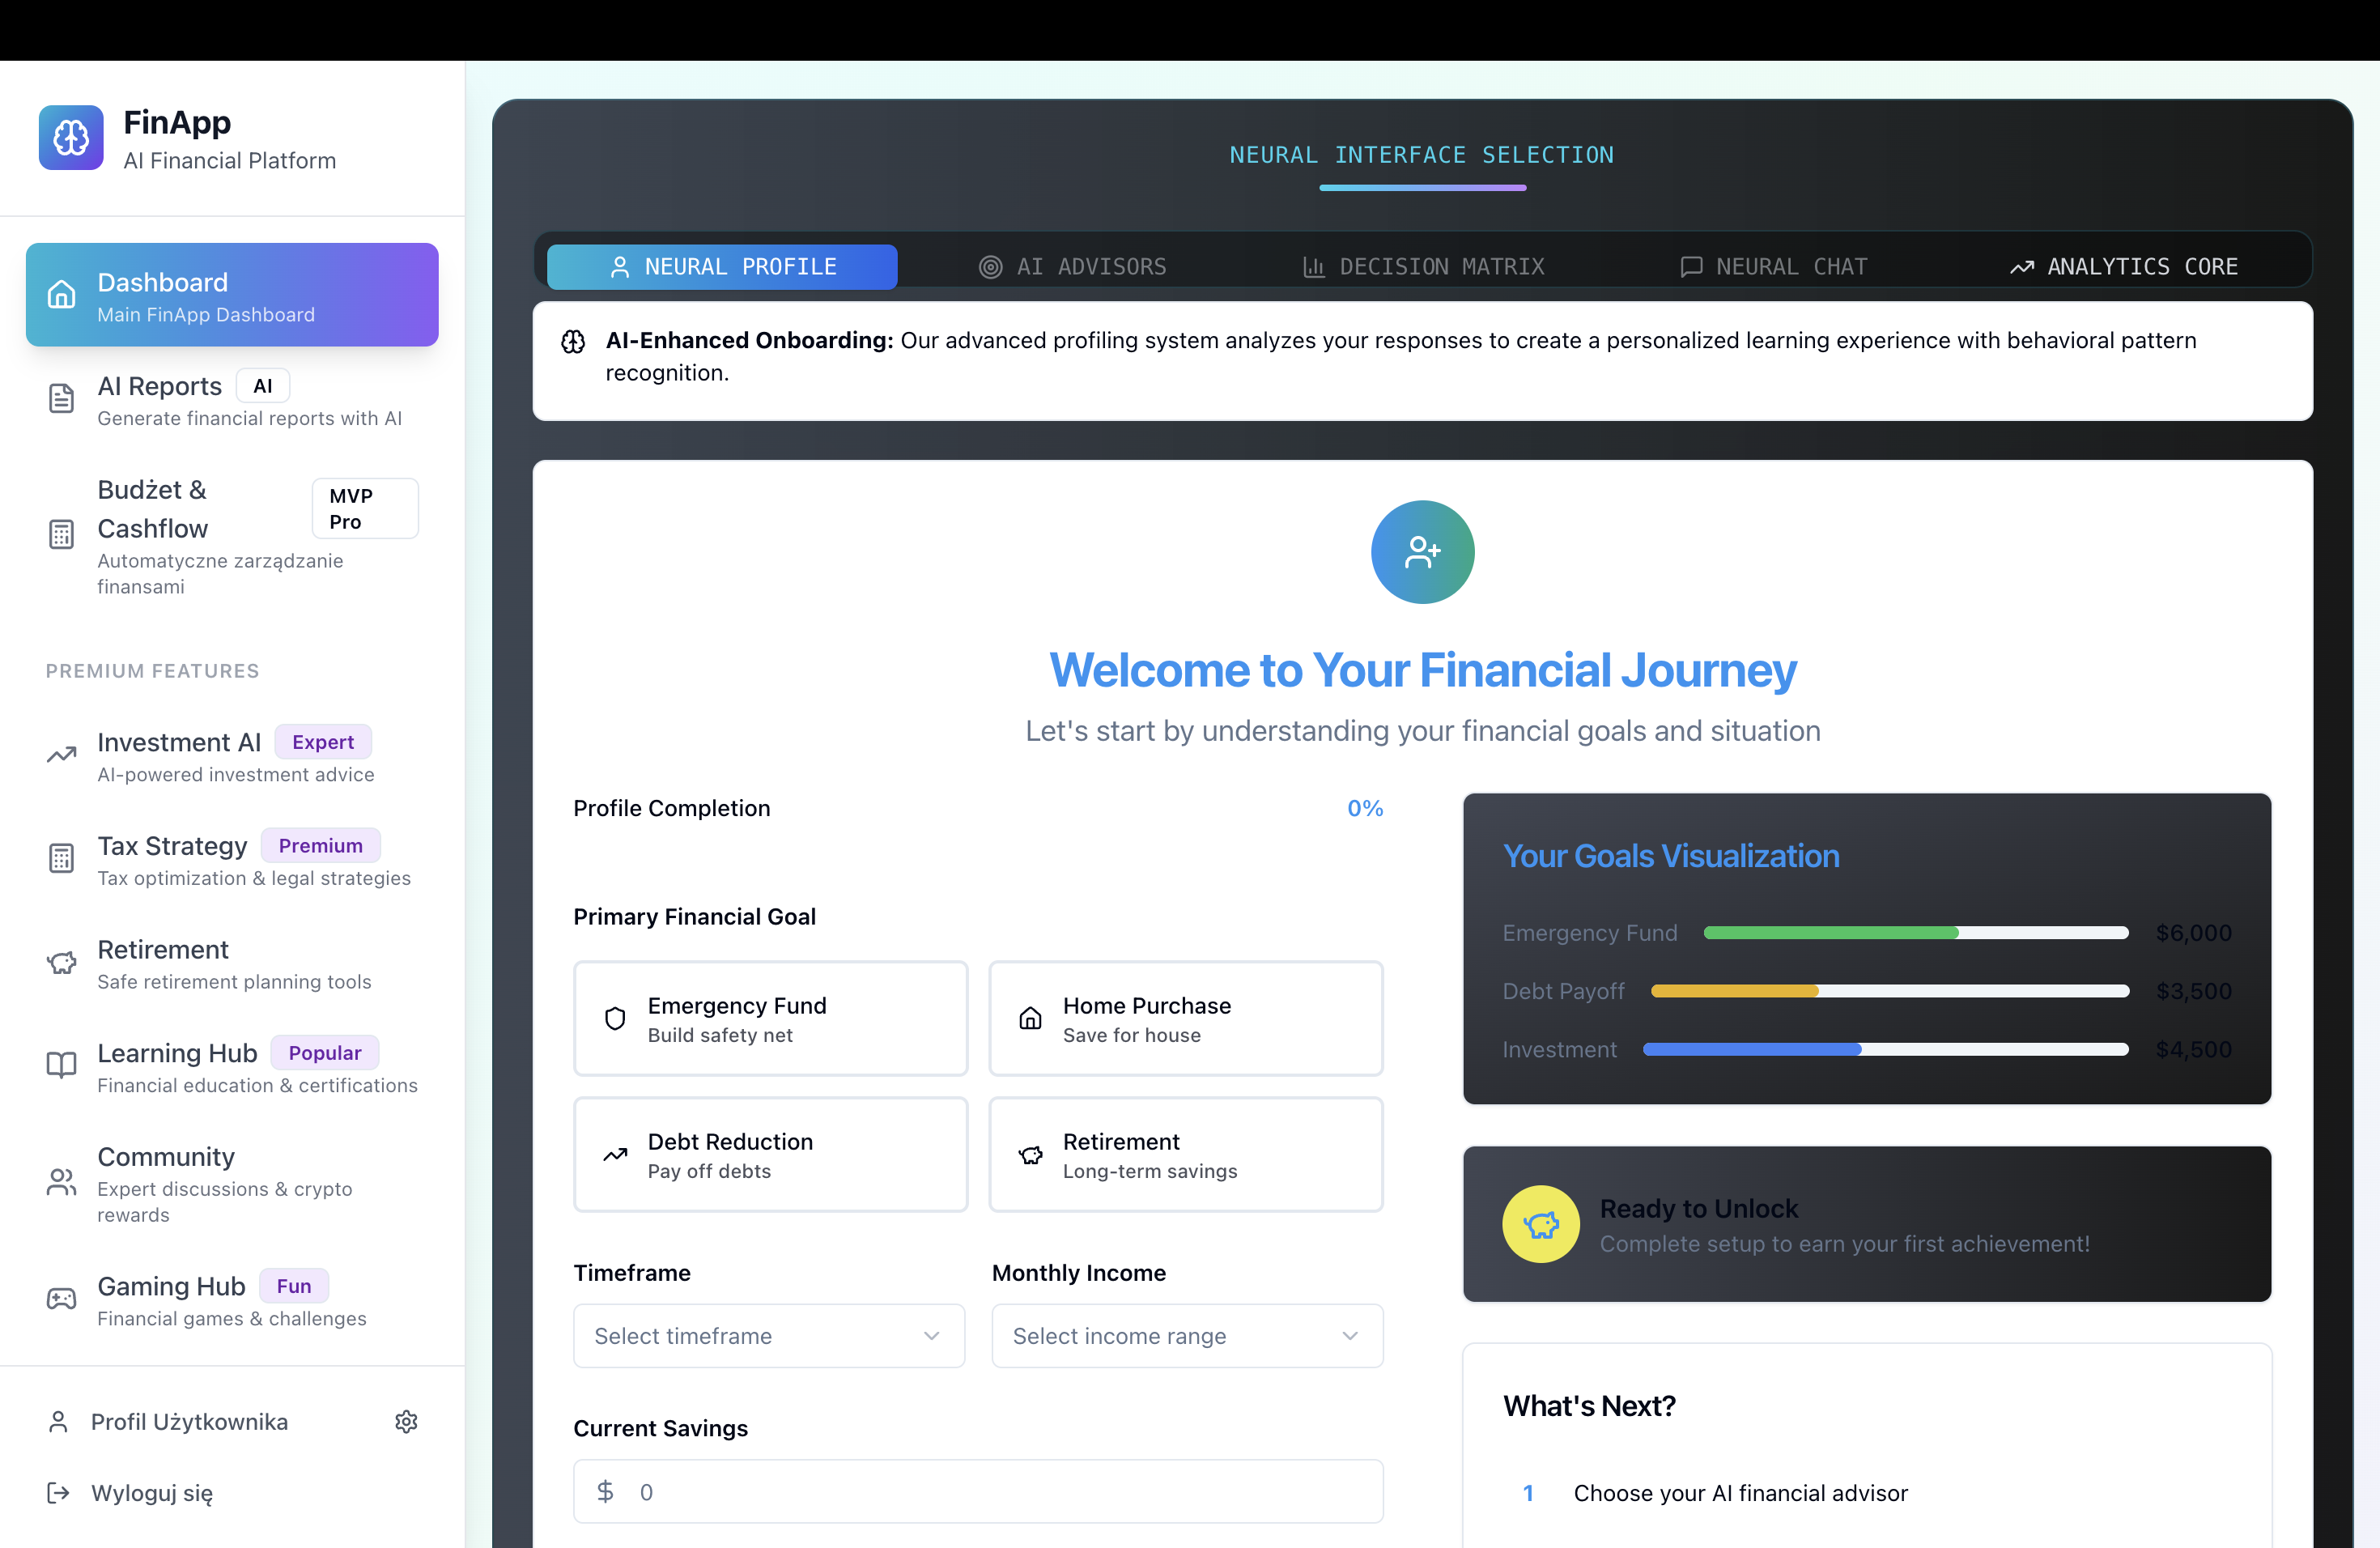 FinApp
AI Financial Platform
Dashboard
Main FinApp Dashboard
AI Reports AI
Generate financial reports with AI
Budżet &
Cashflow
MVP
Pro
Automatyczne zarządzanie
finansami
PREMIUM FEATURES
Investment AI Expert
AI-powered investment advice
Tax Strategy Premium
Tax optimization & legal strategies
Retirement
Safe retirement planning tools
Learning Hub Popular
Financial education & certifications
Community
Expert discussions & crypto
rewards
Gaming Hub Fun
Financial games & challenges
Profil Użytkownika
Wyloguj się
NEURAL INTERFACE SELECTION
NEURAL PROFILE AI ADVISORS DECISION MATRIX NEURAL CHAT ANALYTICS CORE
AI-Enhanced Onboarding: Our advanced profiling system analyzes your responses to create a personalized learning experience with behavioral pattern
recognition.
Welcome to Your Financial Journey
Let's start by understanding your financial goals and situation
Profile Completion 0%
Primary Financial Goal
Emergency Fund
Build safety net
Home Purchase
Save for house
Debt Reduction
Pay off debts
Retirement
Long-term savings
Timeframe
Select timeframe
Monthly Income
Select income range
Current Savings
$ 0
Your Goals Visualization
Emergency Fund $6,000
Debt Payoff $3,500
Investment $4,500
Ready to Unlock
Complete setup to earn your first achievement!
What's Next?
1 Choose your AI financial advisor